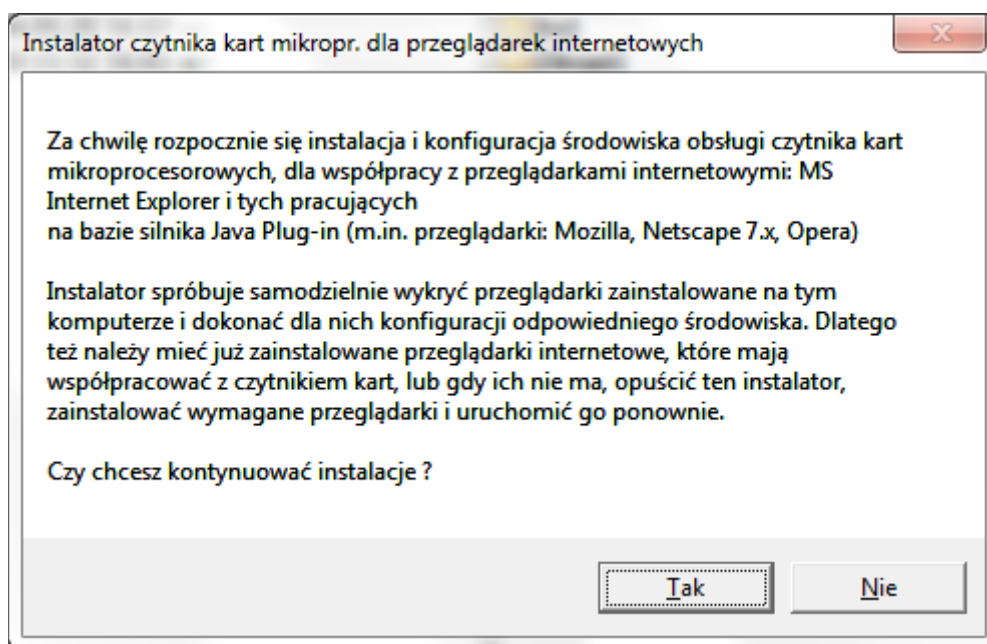 Instalator czytnika kart mikropr. dla przeglądarek internetowych
Za chwilę rozpocznie się instalacja i konfiguracja środowiska obsługi czytnika kart
mikroprocesorowych, dla współpracy z przeglądarkami internetowymi: MS
Internet Explorer i tych pracujących
na bazie silnika Java Plug-in (m.in. przeglądarki: Mozilla, Netscape 7.x, Opera)
Instalator spróbuje samodzielnie wykryć przeglądarki zainstalowane na tym
komputerze i dokonać dla nich konfiguracji odpowiedniego środowiska. Dlatego
też należy mieć już zainstalowane przeglądarki internetowe, które mają
współpracować z czytnikiem kart, lub gdy ich nie ma, opuścić ten instalator,
zainstalować wymagane przeglądarki i uruchomić go ponownie.
Czy chcesz kontynuować instalacje ?
Tak
Nie